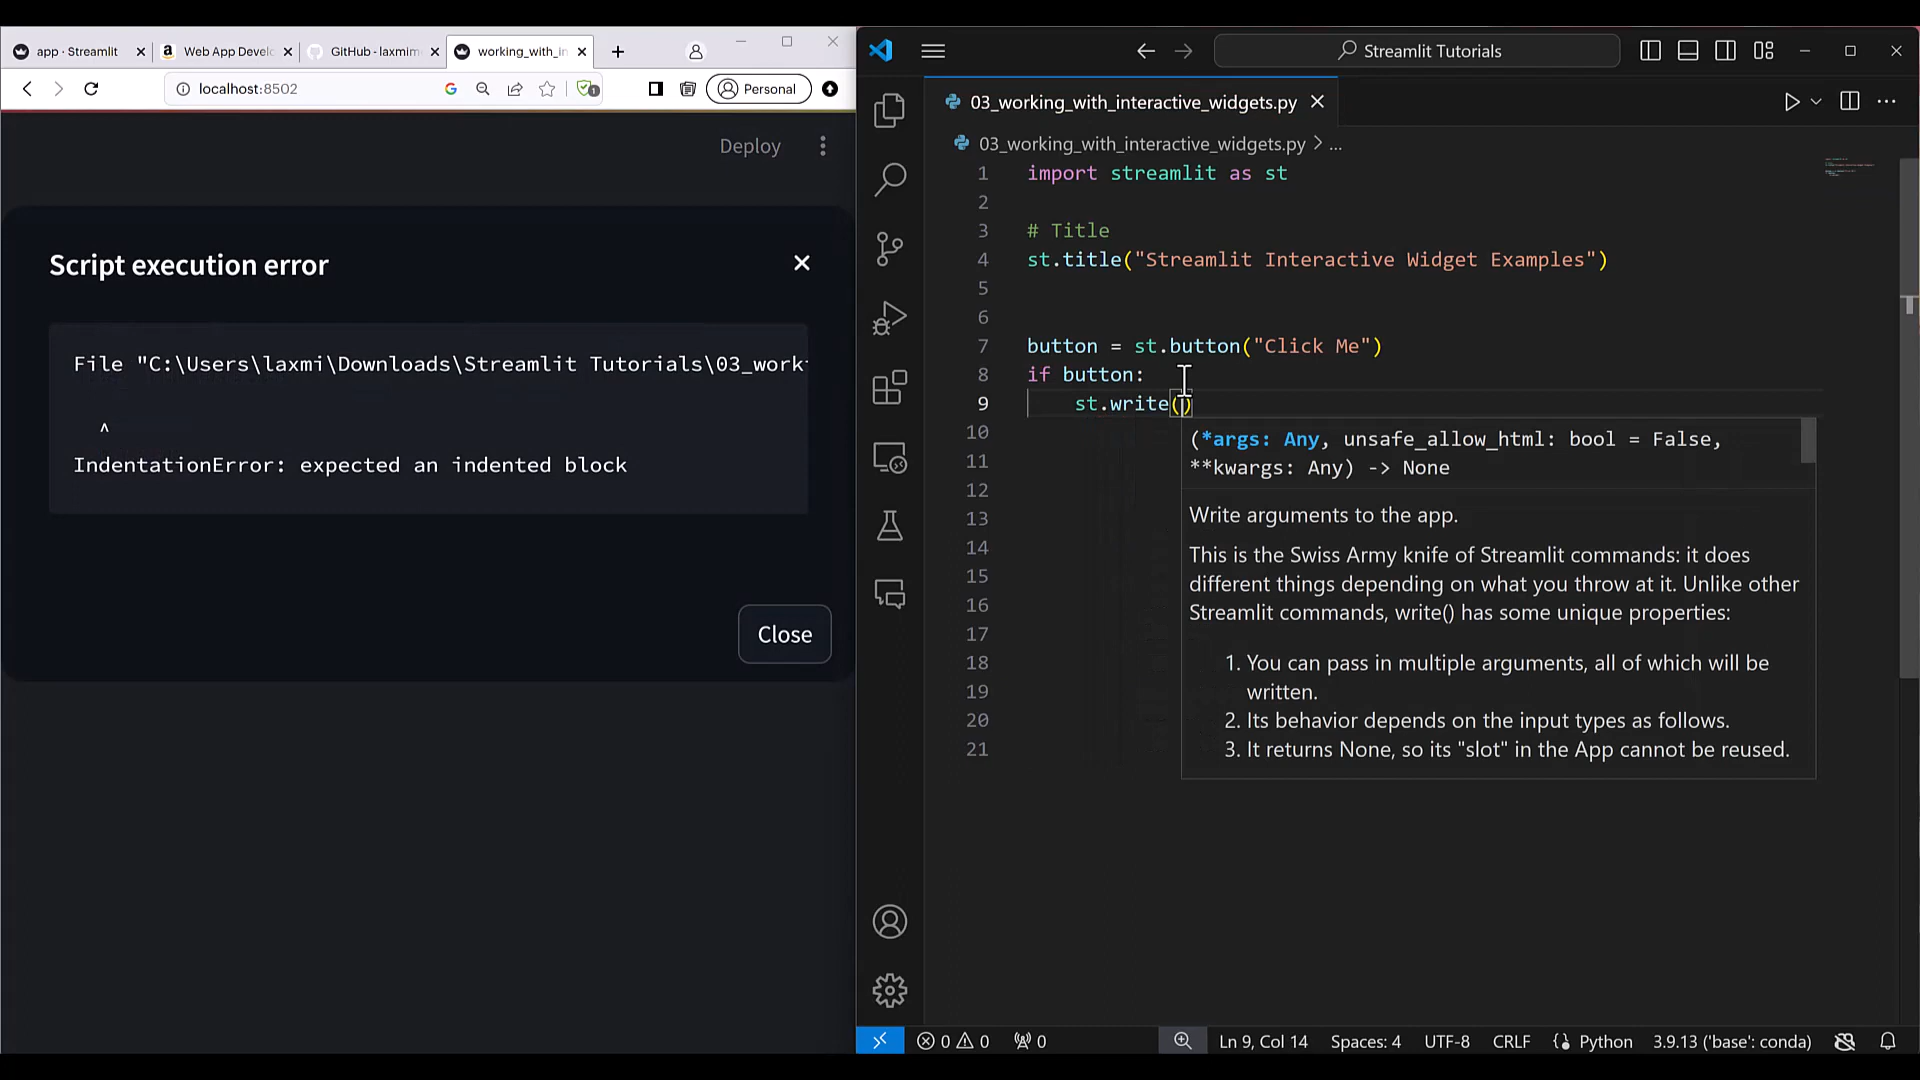 app · Streamlit
Web App Devel
GitHub - laxmim
working_with_in
localhost:8502
Personal
Deploy
Script execution error
File "C:\Users\laxmi\Downloads\Streamlit Tutorials\03_work
^
IndentationError: expected an indented block
Close
Streamlit Tutorials
03_working_with_interactive_widgets.py
03_working_with_interactive_widgets.py > ...
1 import streamlit as st
2
3 # Title
4 st.title("Streamlit Interactive Widget Examples")
5
6
7 button = st.button("Click Me")
8 if button:
9 st.write()
10
11
12
13
14
15
16
17
18
19
20
21
(*args: Any, unsafe_allow_html: bool = False,
**kwargs: Any) -> None
Write arguments to the app.
This is the Swiss Army knife of Streamlit commands: it does
different things depending on what you throw at it. Unlike other
Streamlit commands, write() has some unique properties:
1. You can pass in multiple arguments, all of which will be
written.
2. Its behavior depends on the input types as follows.
3. It returns None, so its "slot" in the App cannot be reused.
0 0 0 Ln 9, Col 14 Spaces: 4 UTF-8 CRLF Python 3.9.13 ('base': conda)